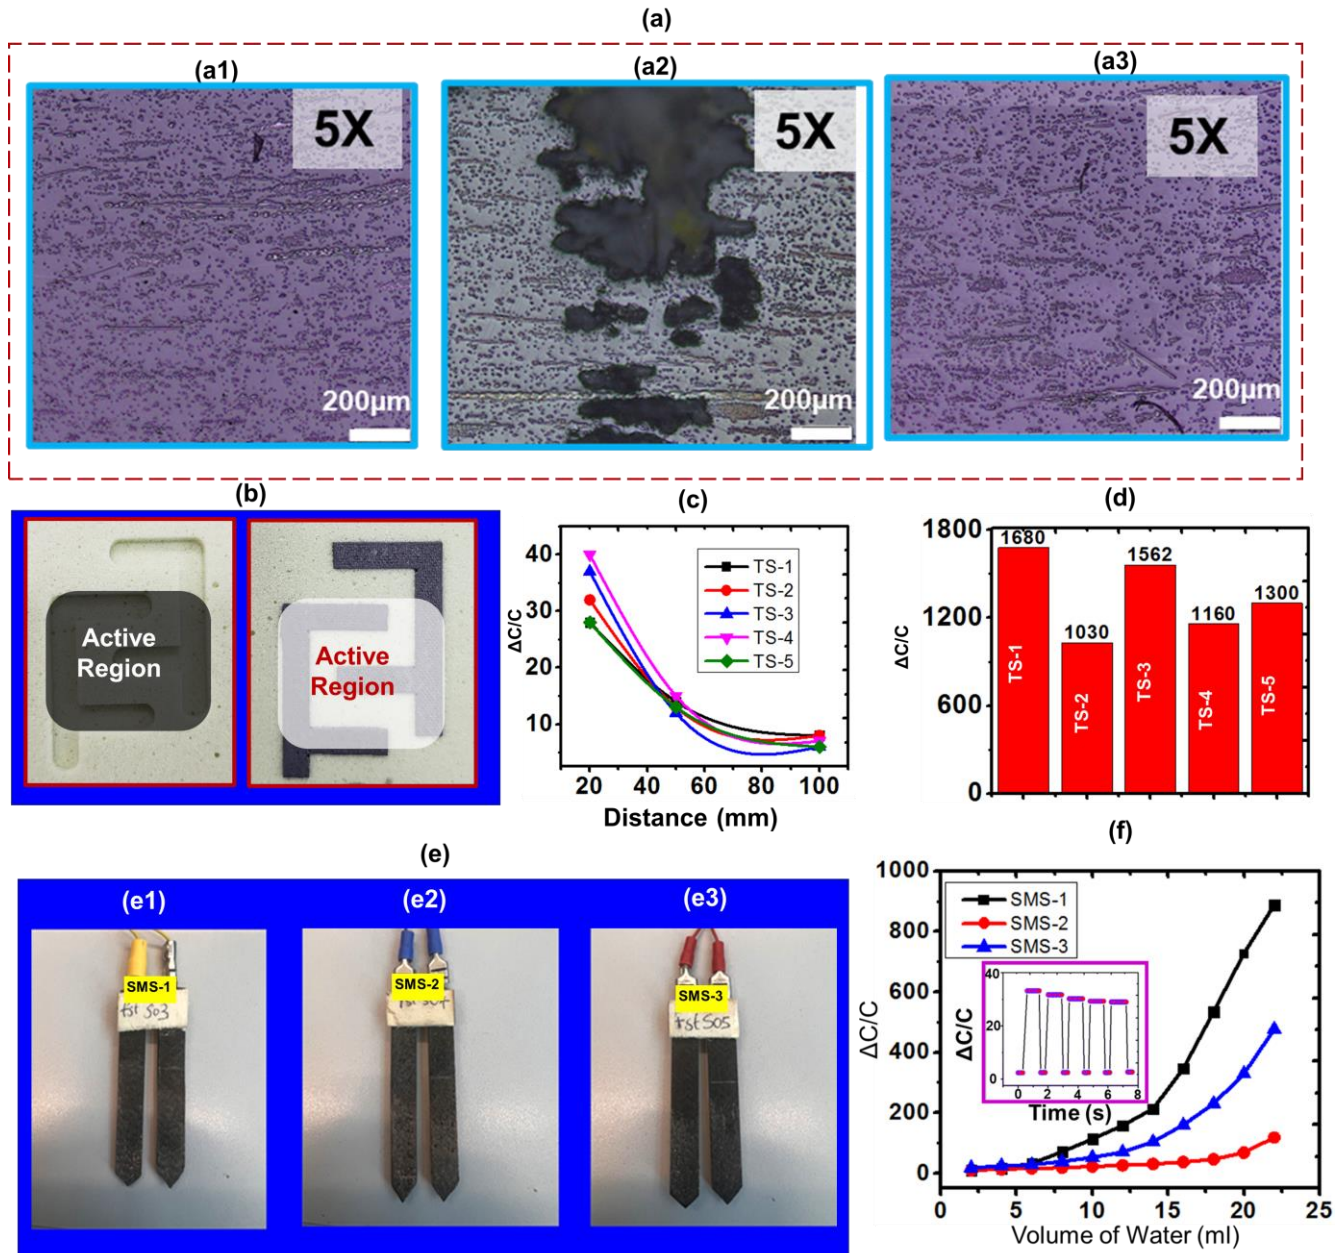 (a)
(a1)
(a2)
(a3)
5X
5X
5X
200μm
200μm
200μm
(b)
Active
Region
Active
Region
(c)
ΔC/C
40
30
20
10
TS-1
TS-2
TS-3
TS-4
TS-5
20 40 60 80 100
Distance (mm)
(d)
ΔC/C
1800
1200
600
0
1680
1030
1562
1160
1300
TS-1
TS-2
TS-3
TS-4
TS-5
(e)
(e1)
(e2)
(e3)
SMS-1
tst S03
SMS-2
SMS-3
tst S05
(f)
ΔC/C
1000
800
600
400
200
0
SMS-1
SMS-2
SMS-3
ΔC/C
40
20
0
0 2 4 6 8
Time (s)
0 5 10 15 20 25
Volume of Water (ml)